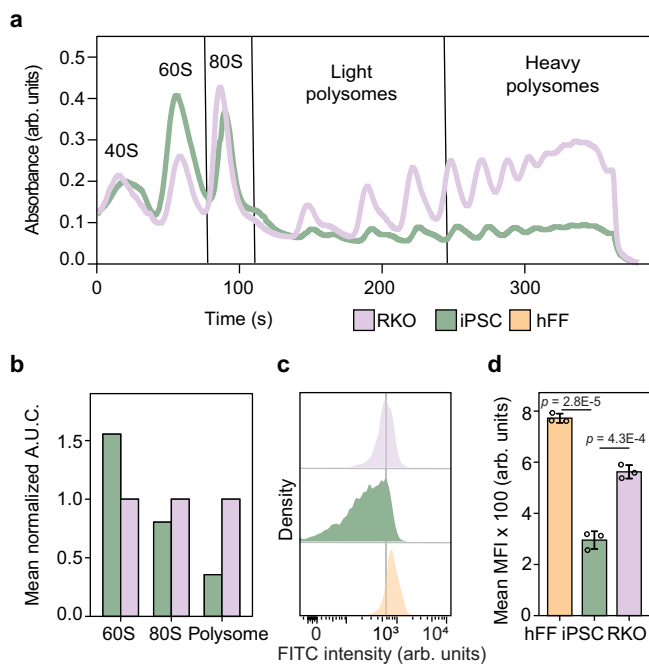 a
Absorbance (arb. units)
0.5
0.4
0.3
0.2
0.1
0.0
40S
60S
80S
Light
polysomes
Heavy
polysomes
0
100
200
300
Time (s)
RKO
iPSC
hFF
b
Mean normalized A.U.C.
1.5
1.0
0.5
0.0
60S
80S
Polysome
c
Density
0
10³
10⁴
FITC intensity (arb. units)
d
Mean MFI x 100 (arb. units)
8
6
4
2
0
p = 2.8E-5
p = 4.3E-4
hFF
iPSC
RKO